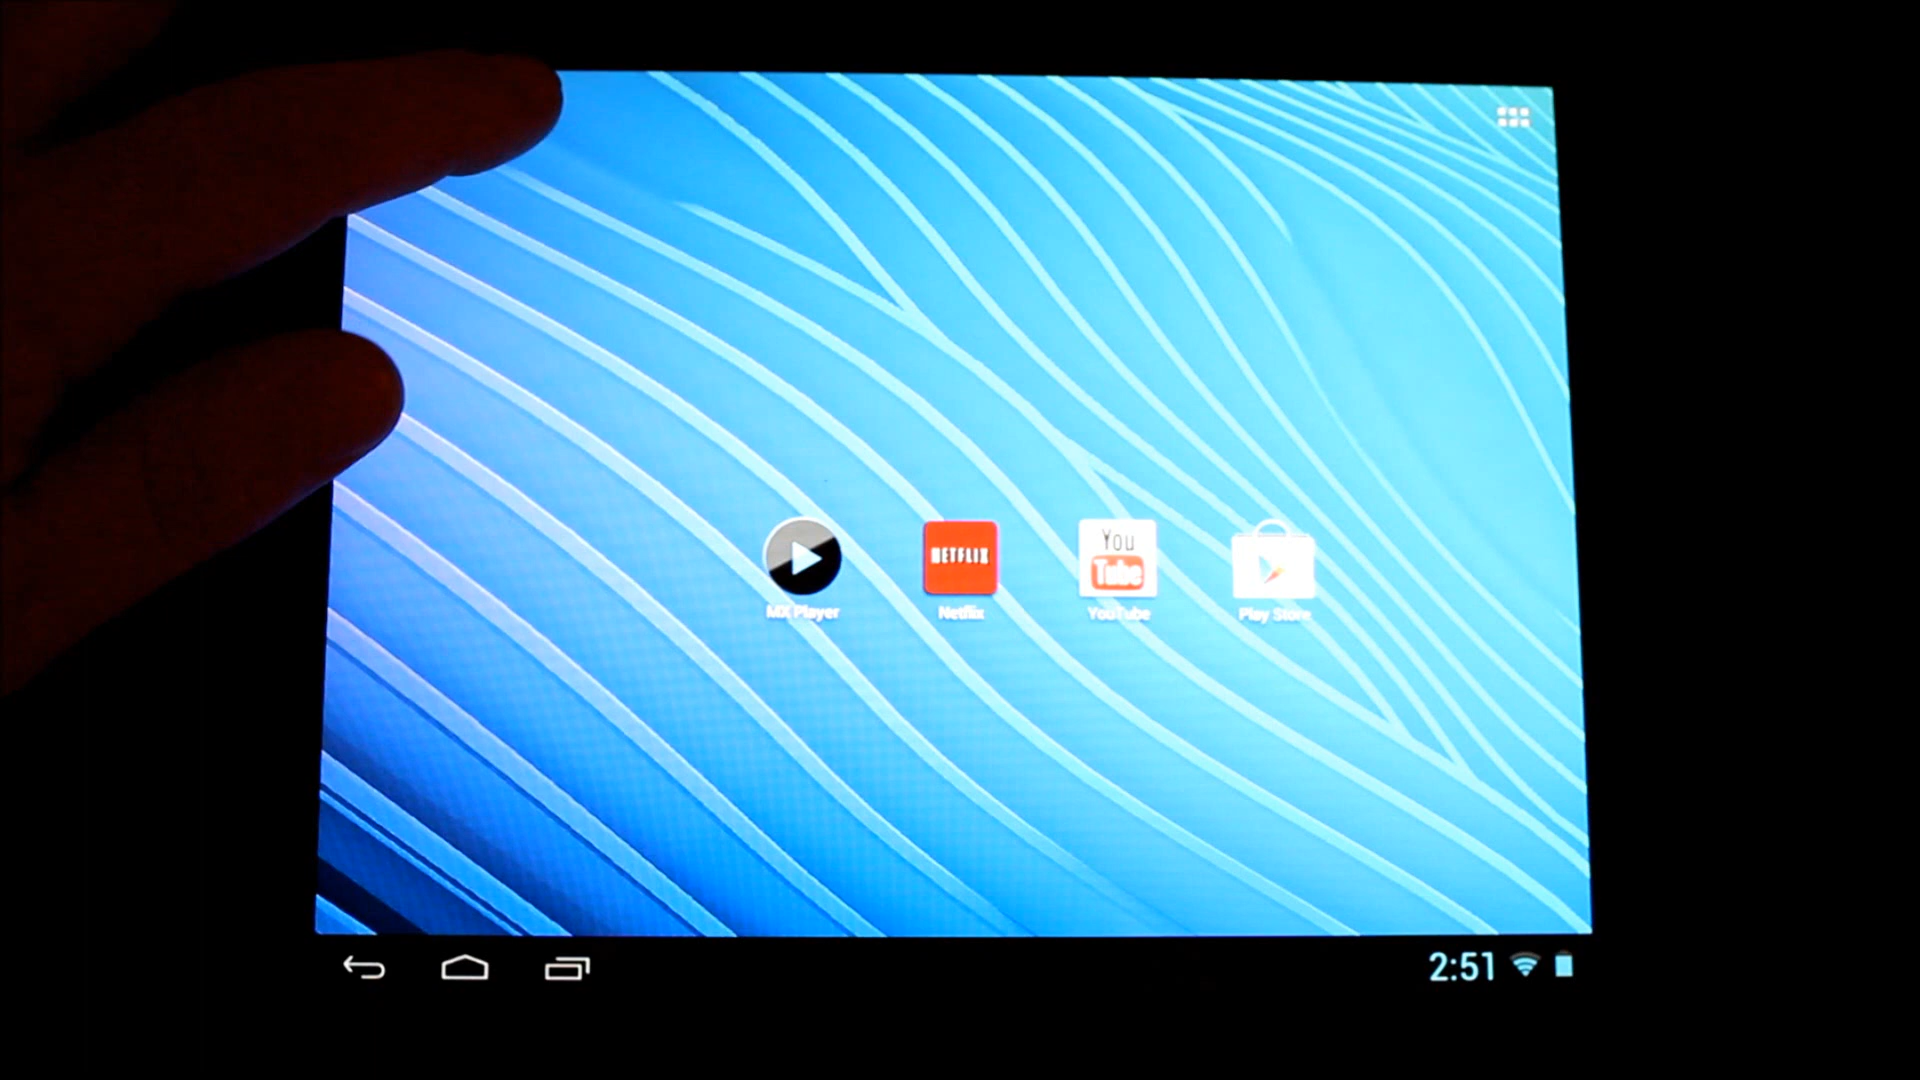 NETFLIX
You
Tube
MX Player
Netflix
YouTube
Play Store
2:51